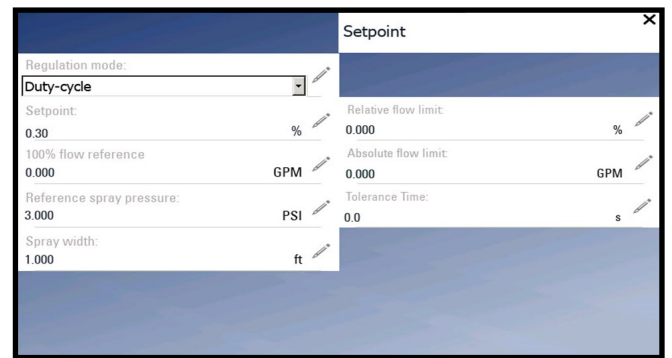 Setpoint
Regulation mode:
Duty-cycle
Setpoint:
0.30 %
100% flow reference
0.000 GPM
Reference spray pressure:
3.000 PSI
Spray width:
1.000 ft
Relative flow limit:
0.000 %
Absolute flow limit:
0.000 GPM
Tolerance Time:
0.0 s